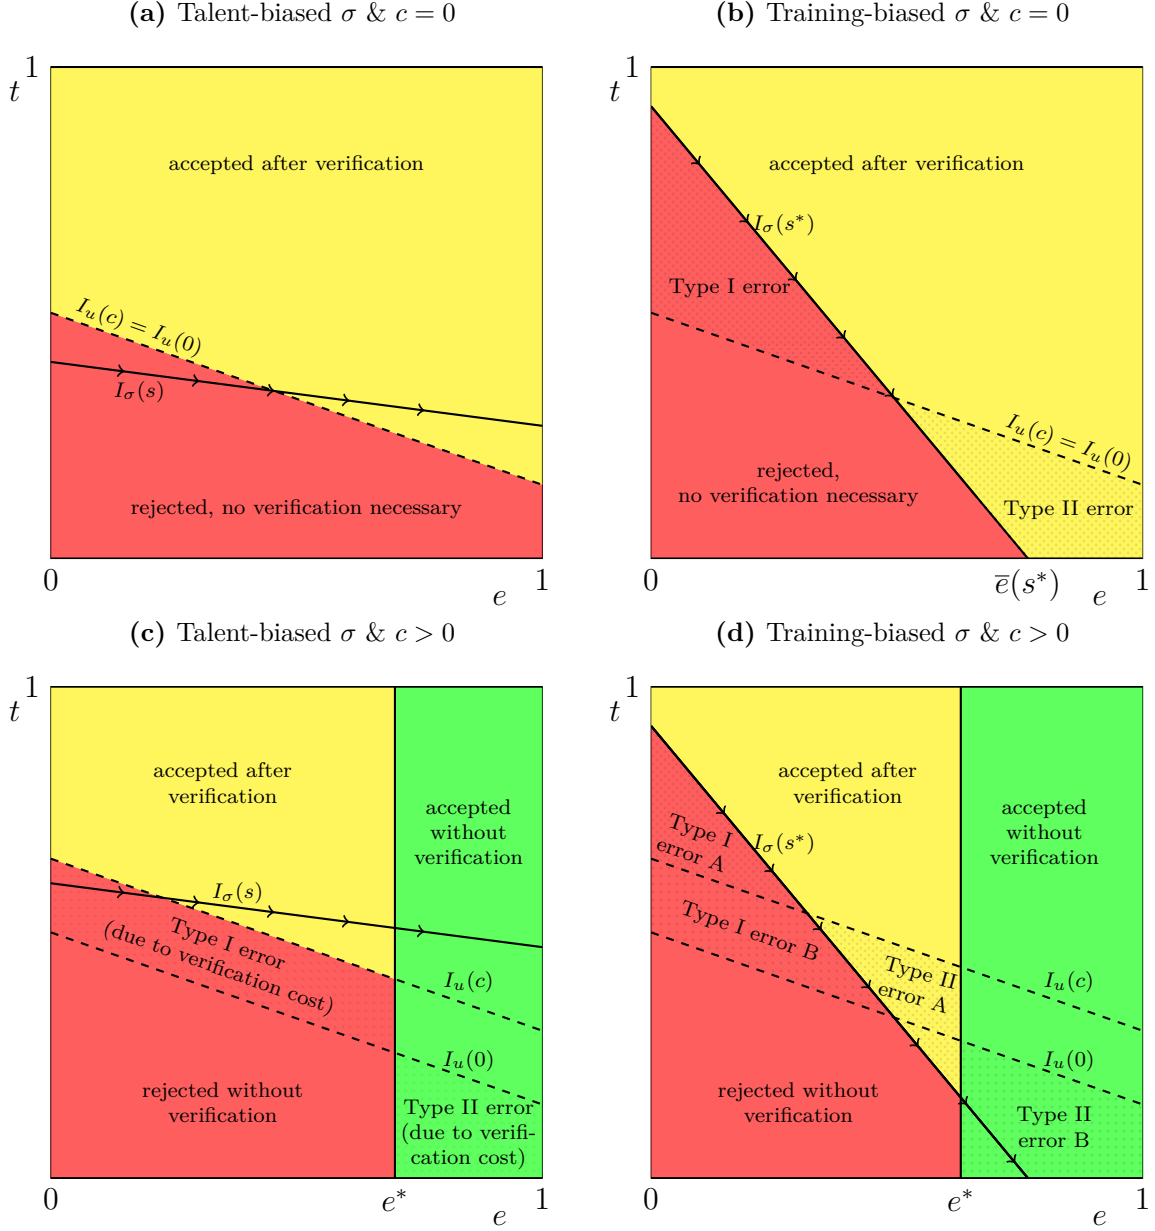 (a) Talent-biased σ & c = 0
1
t
accepted after verification
I_u(c) = I_u(0)
I_σ(s)
rejected, no verification necessary
0
e
1
(b) Training-biased σ & c = 0
1
t
accepted after verification
I_σ(s*)
Type I error
I_u(c) = I_u(0)
rejected,
no verification necessary
Type II error
0
e̅(s*)
e
1
(c) Talent-biased σ & c > 0
1
t
accepted after
verification
accepted
without
verification
I_σ(s)
Type I error
(due to verification cost)
I_u(c)
I_u(0)
rejected without
verification
Type II error
(due to verifi-
cation cost)
0
e*
e
1
(d) Training-biased σ & c > 0
1
t
accepted after
verification
accepted
without
verification
Type I
error A
I_σ(s*)
Type I error B
Type II
error A
I_u(c)
I_u(0)
rejected without
verification
Type II
error B
0
e*
e
1